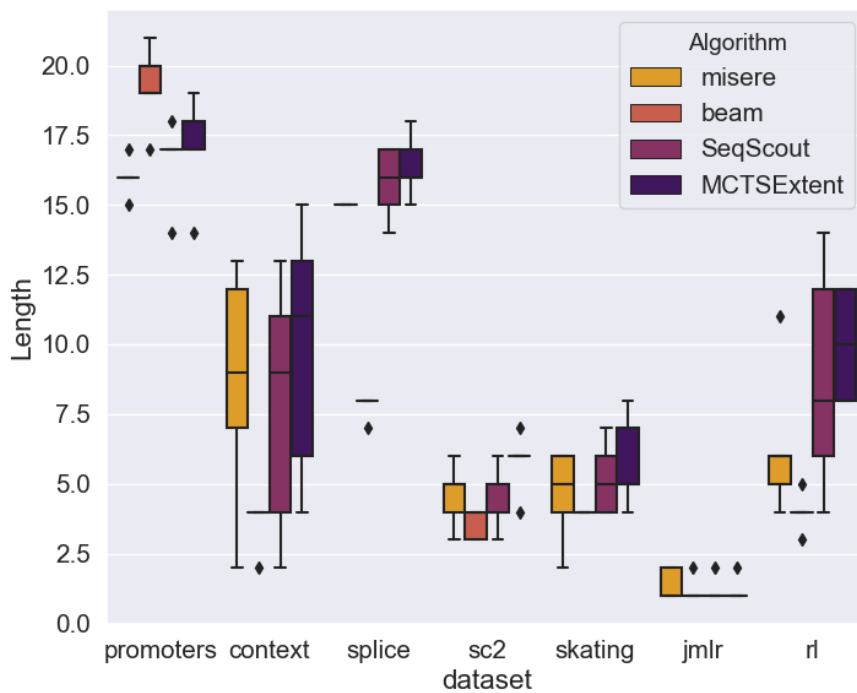 Length
20.0
17.5
15.0
12.5
10.0
7.5
5.0
2.5
0.0
promoters context splice sc2 skating jmlr rl
dataset
Algorithm
misere
beam
SeqScout
MCTSExtent